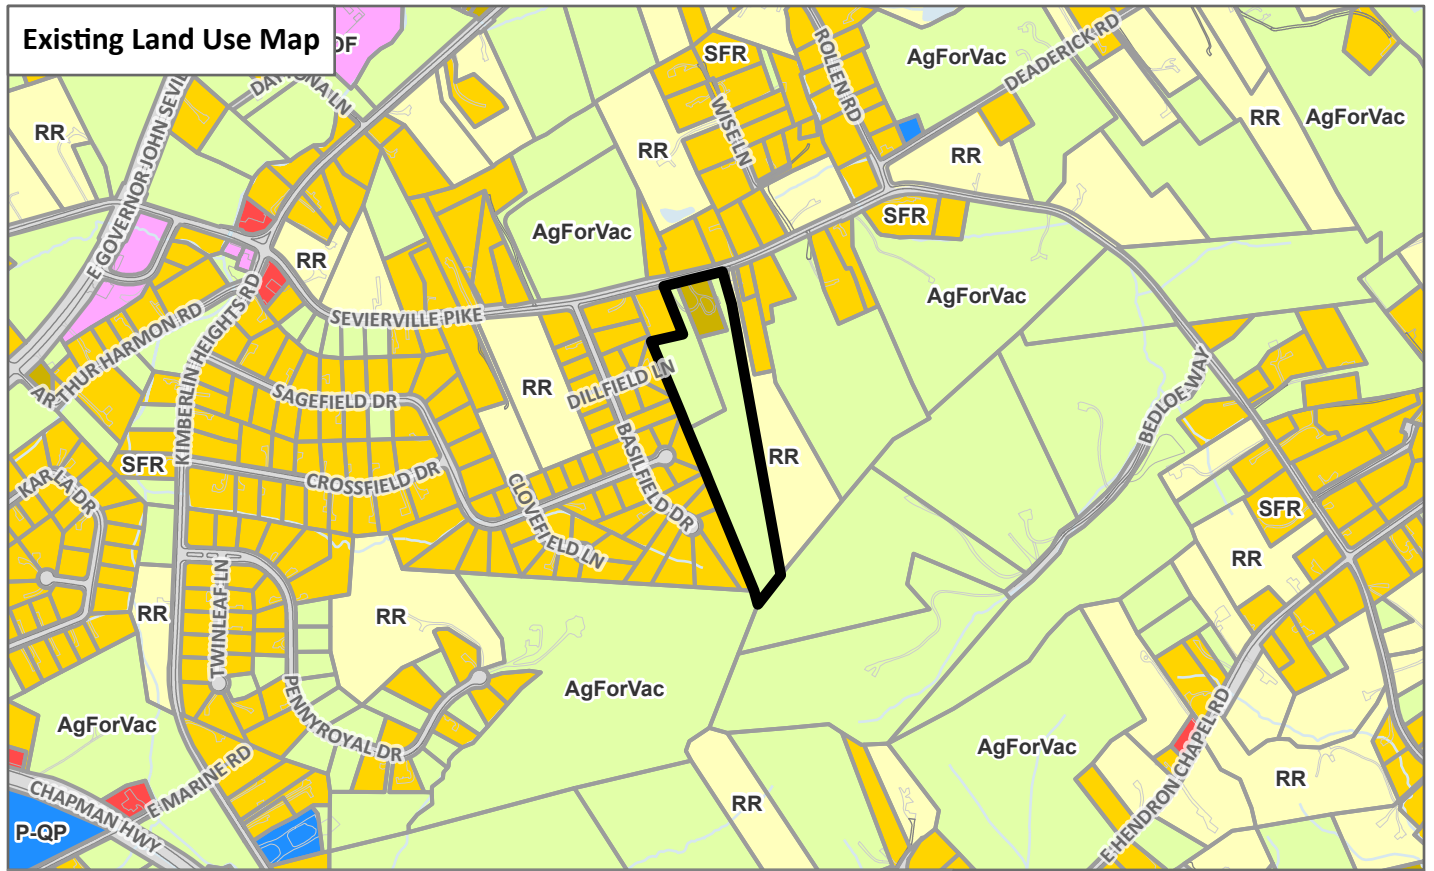 Existing Land Use Map
OF
DAYTONA LN
E GOVERNOR JOHN SEVI
RR
SFR
WISE LN
ROLLEN RD
AgForVac
DEADERICK RD
RR
AgForVac
RR
RR
SFR
AgForVac
RR
AgForVac
SEVIERVILLE PIKE
ARTHUR HARMON RD
KIMBERLIN HEIGHTS RD
SAGEFIELD DR
RR
DILLFIELD LN
BASILFIELD DR
BEDLOE WAY
SFR
CROSSFIELD DR
RR
KARLA DR
CLOVEFIELD LN
SFR
RR
TWINLEAF LN
RR
RR
PENNYROYAL DR
AgForVac
AgForVac
AgForVac
E HENDRON CHAPEL RD
RR
E MARINE RD
CHAPMAN HWY
RR
P-QP